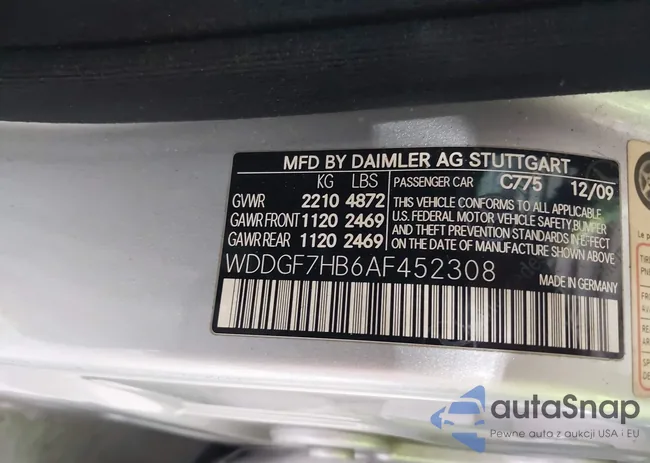 MFD BY DAIMLER AG STUTTGART
KG LBS
GVWR 2210 4872
GAWR FRONT 1120 2469
GAWR REAR 1120 2469
PASSENGER CAR C775 12/09
THIS VEHICLE CONFORMS TO ALL APPLICABLE
U.S. FEDERAL MOTOR VEHICLE SAFETY, BUMPER
AND THEFT PREVENTION STANDARDS IN EFFECT
ON THE DATE OF MANUFACTURE SHOWN ABOVE
WDDGF7HB6AF452308
MADE IN GERMANY
Le p
autaSnap
Pewne auta z aukcji USA i EU